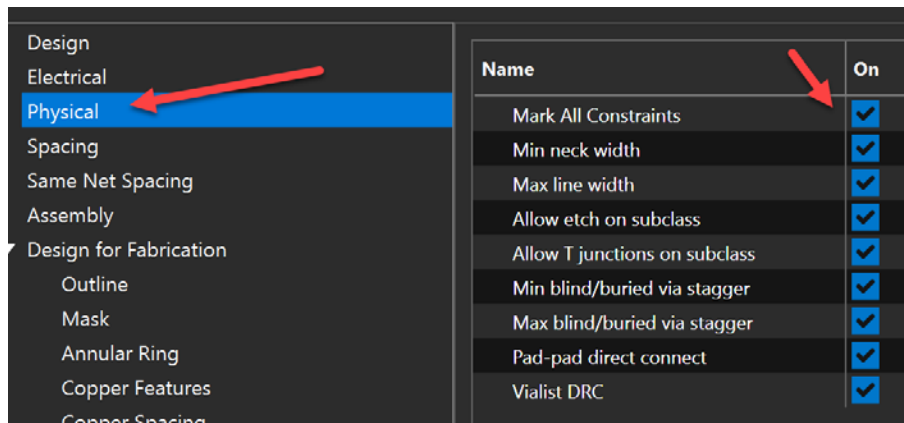 Design
Electrical
Physical
Spacing
Same Net Spacing
Assembly
Design for Fabrication
Outline
Mask
Annular Ring
Copper Features
Copper Spacing
Name On
Mark All Constraints
Min neck width
Max line width
Allow etch on subclass
Allow T junctions on subclass
Min blind/buried via stagger
Max blind/buried via stagger
Pad-pad direct connect
Vialist DRC